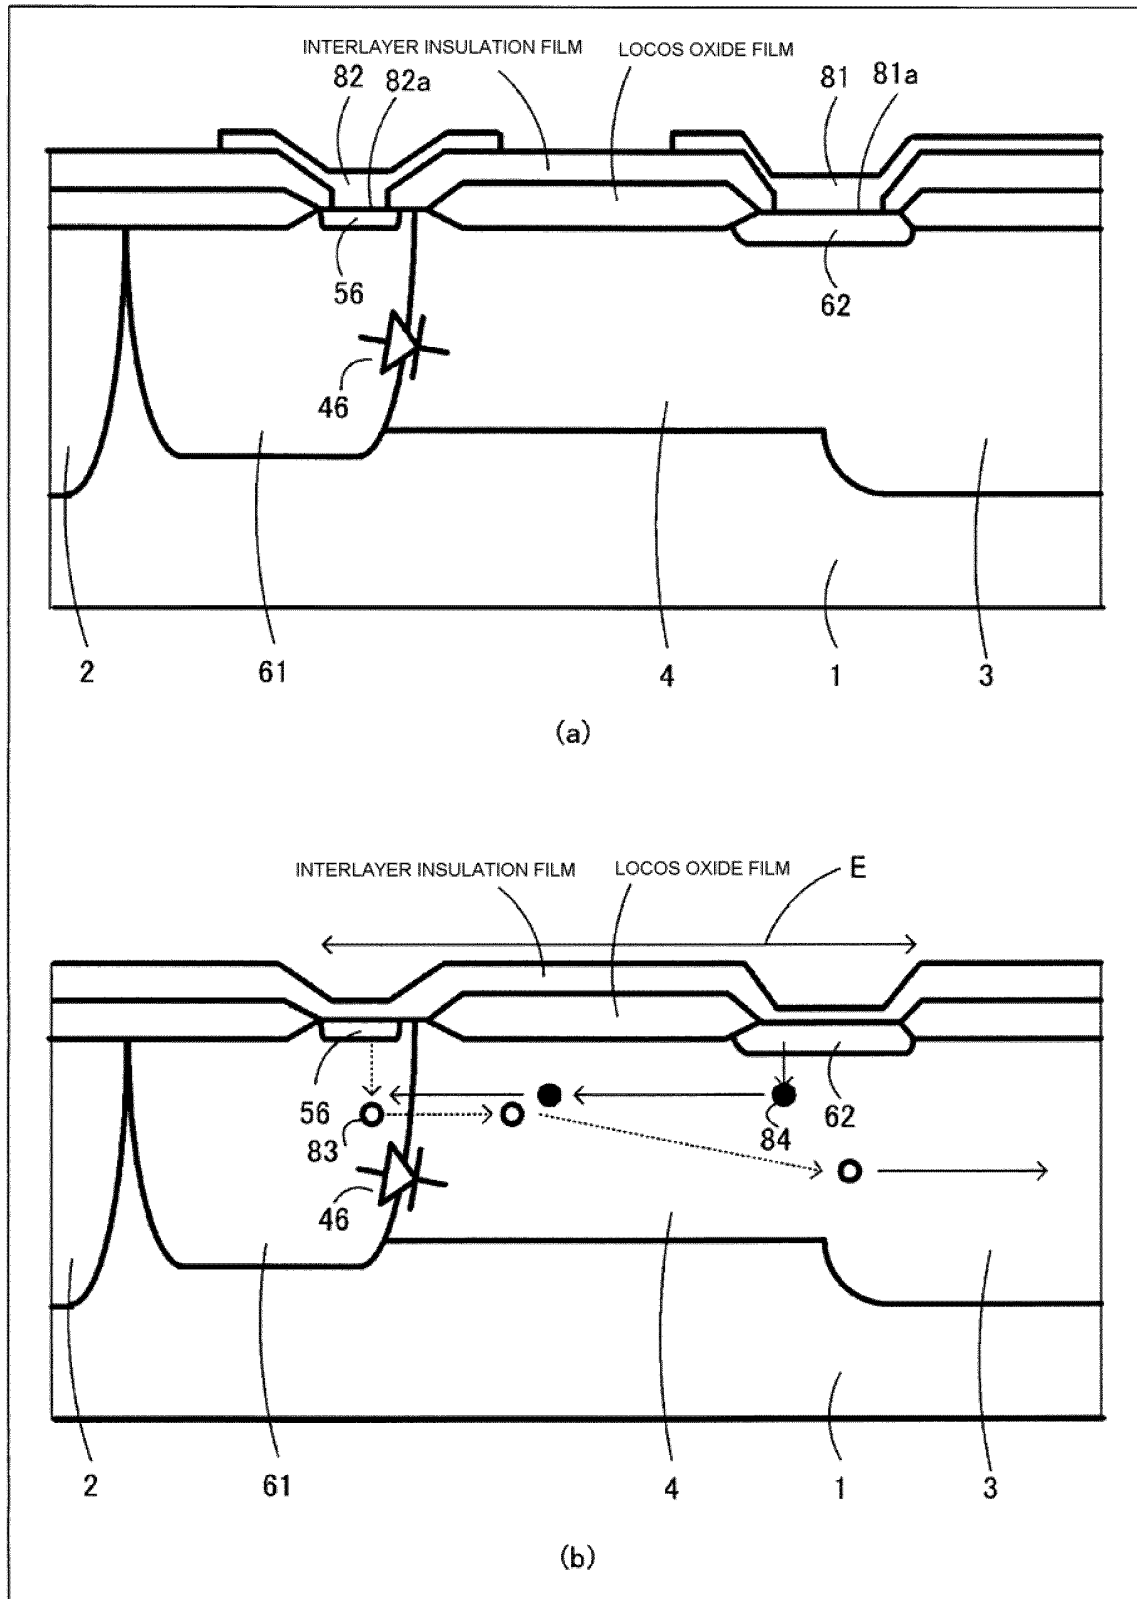 INTERLAYER INSULATION FILM LOCOS OXIDE FILM
82 82a 81 81a
56 62
46
2 61 4 1 3
(a)
INTERLAYER INSULATION FILM LOCOS OXIDE FILM E
56 83 84 62
46
2 61 4 1 3
(b)